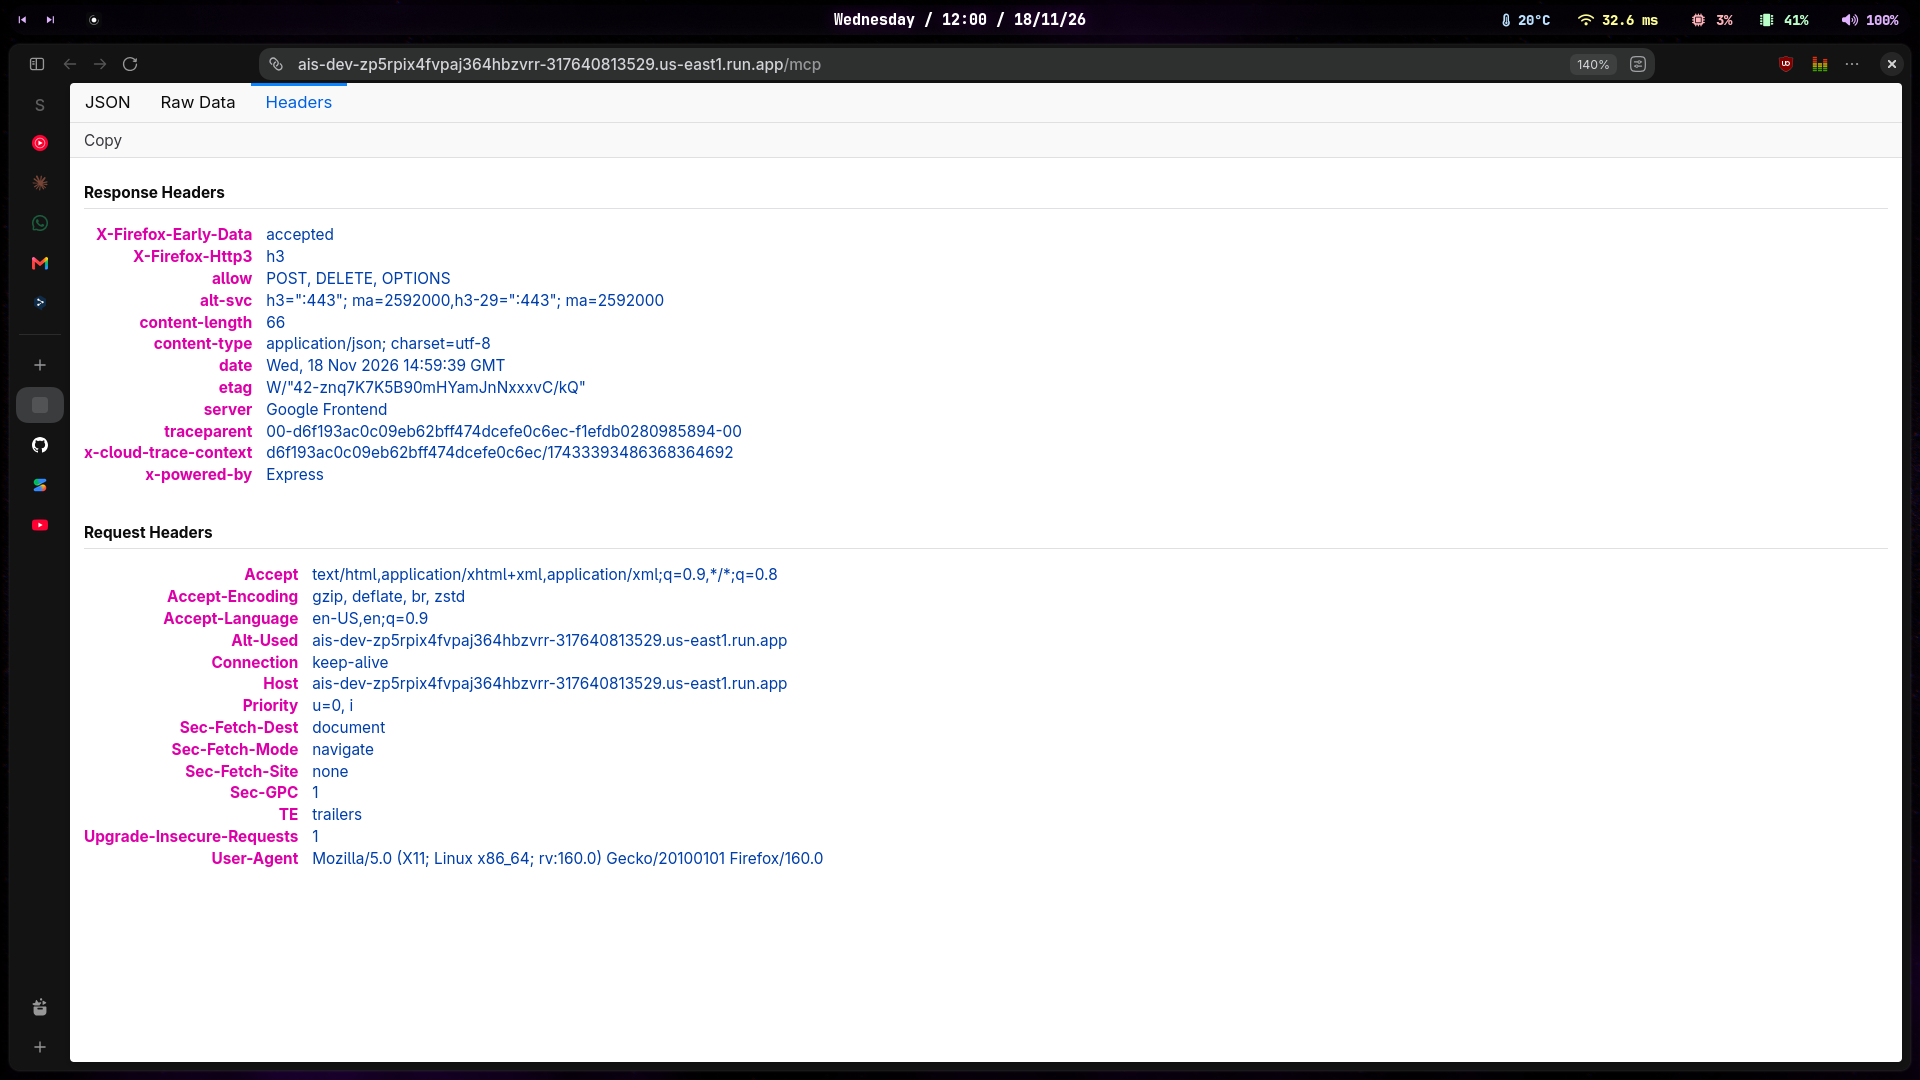 Wednesday / 12:00 / 18/11/26
20°C
32.6 ms
3%
41%
100%
ais-dev-zp5rpix4fvpaj364hbzvrr-317640813529.us-east1.run.app/mcp
140%
UD
S
JSON Raw Data Headers
Copy
Response Headers
X-Firefox-Early-Data accepted
X-Firefox-Http3 h3
allow POST, DELETE, OPTIONS
alt-svc h3=":443"; ma=2592000,h3-29=":443"; ma=2592000
content-length 66
content-type application/json; charset=utf-8
date Wed, 18 Nov 2026 14:59:39 GMT
etag W/"42-znq7K7K5B90mHYamJnNxxxvC/kQ"
server Google Frontend
traceparent 00-d6f193ac0c09eb62bff474dcefe0c6ec-f1efdb0280985894-00
x-cloud-trace-context d6f193ac0c09eb62bff474dcefe0c6ec/17433393486368364692
x-powered-by Express
Request Headers
Accept text/html,application/xhtml+xml,application/xml;q=0.9,*/*;q=0.8
Accept-Encoding gzip, deflate, br, zstd
Accept-Language en-US,en;q=0.9
Alt-Used ais-dev-zp5rpix4fvpaj364hbzvrr-317640813529.us-east1.run.app
Connection keep-alive
Host ais-dev-zp5rpix4fvpaj364hbzvrr-317640813529.us-east1.run.app
Priority u=0, i
Sec-Fetch-Dest document
Sec-Fetch-Mode navigate
Sec-Fetch-Site none
Sec-GPC 1
TE trailers
Upgrade-Insecure-Requests 1
User-Agent Mozilla/5.0 (X11; Linux x86_64; rv:160.0) Gecko/20100101 Firefox/160.0